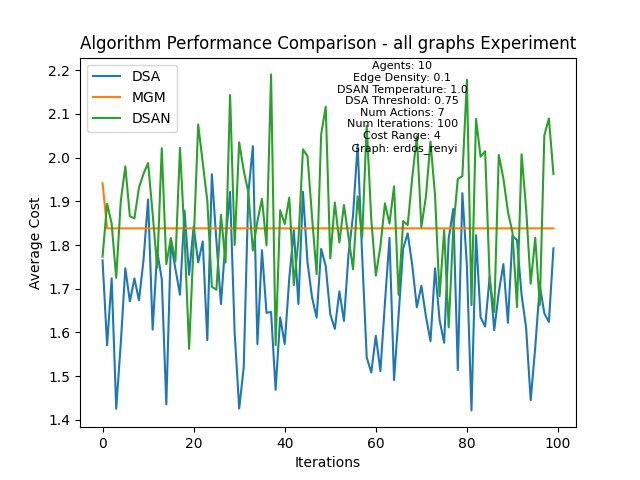 Algorithm Performance Comparison - all graphs Experiment
DSA
MGM
DSAN
Agents: 10
Edge Density: 0.1
DSAN Temperature: 1.0
DSA Threshold: 0.75
Num Actions: 7
Num Iterations: 100
Cost Range: 4
Graph: erdos_renyi
Average Cost
2.2
2.1
2.0
1.9
1.8
1.7
1.6
1.5
1.4
0 20 40 60 80 100
Iterations